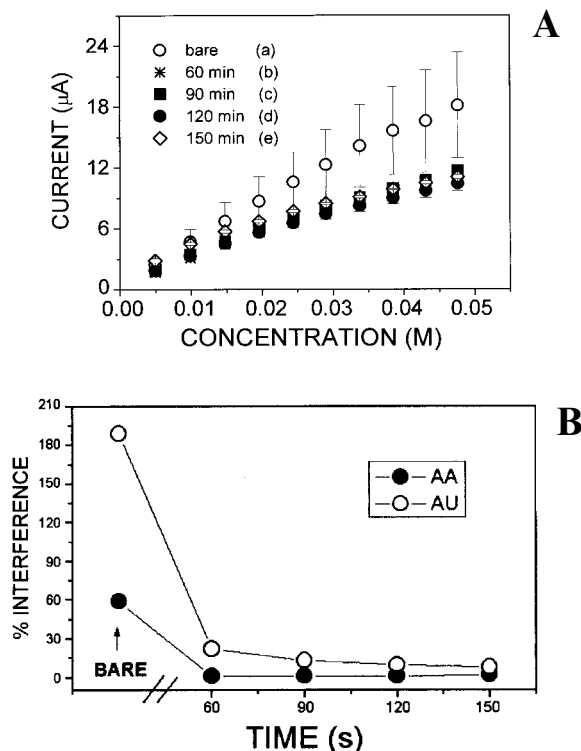 A
24
18
12
6
0
CURRENT (μA)
bare (a)
60 min (b)
90 min (c)
120 min (d)
150 min (e)
0.00 0.01 0.02 0.03 0.04 0.05
CONCENTRATION (M)
B
210
180
150
120
90
60
30
0
% INTERFERENCE
AA
AU
BARE
60 90 120 150
TIME (s)